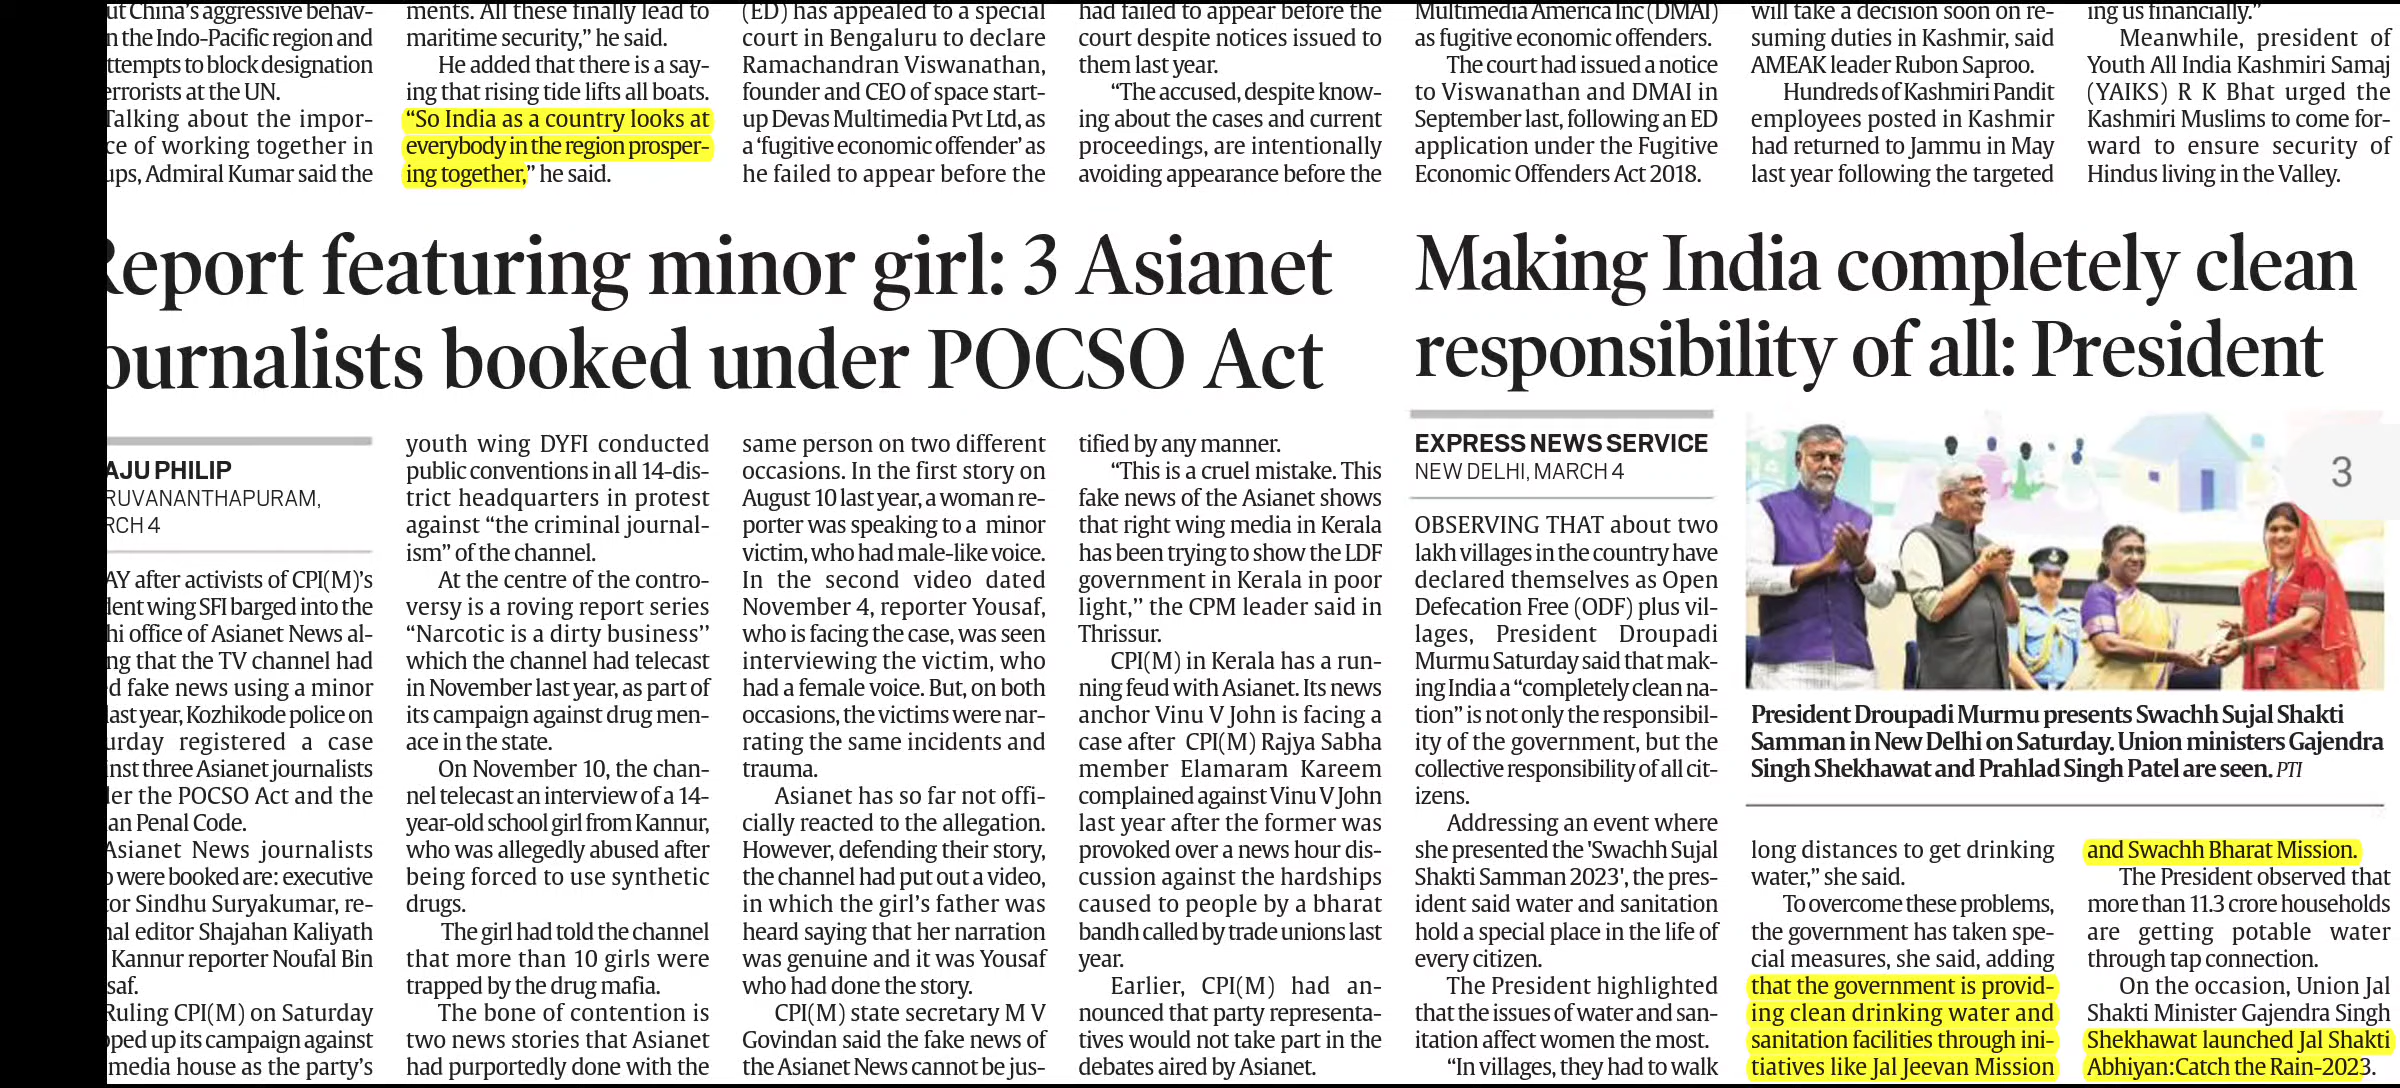 ut China's aggressive behav-
n the Indo-Pacific region and
ttempts to block designation
errorists at the UN.
Talking about the impor-
ce of working together in
ups, Admiral Kumar said the
ments. All these finally lead to
maritime security,” he said.
He added that there is a say-
ing that rising tide lifts all boats.
“So India as a country looks at
everybody in the region prosper-
ing together,” he said.
(ED) has appealed to a special
court in Bengaluru to declare
Ramachandran Viswanathan,
founder and CEO of space start-
up Devas Multimedia Pvt Ltd, as
a ‘fugitive economic offender’ as
he failed to appear before the
had failed to appear before the
court despite notices issued to
them last year.
“The accused, despite know-
ing about the cases and current
proceedings, are intentionally
avoiding appearance before the
Multimedia America Inc (DMAI)
as fugitive economic offenders.
The court had issued a notice
to Viswanathan and DMAI in
September last, following an ED
application under the Fugitive
Economic Offenders Act 2018.
will take a decision soon on re-
suming duties in Kashmir, said
AMEAK leader Rubon Saproo.
Hundreds of Kashmiri Pandit
employees posted in Kashmir
had returned to Jammu in May
last year following the targeted
ing us financially.”
Meanwhile, president of
Youth All India Kashmiri Samaj
(YAIKS) R K Bhat urged the
Kashmiri Muslims to come for-
ward to ensure security of
Hindus living in the Valley.
Report featuring minor girl: 3 Asianet
ournalists booked under POCSO Act
AJU PHILIP
RUVANANTHAPURAM,
RCH 4
AY after activists of CPI(M)’s
dent wing SFI barged into the
hi office of Asianet News al-
ng that the TV channel had
ed fake news using a minor
last year, Kozhikode police on
urday registered a case
inst three Asianet journalists
der the POCSO Act and the
an Penal Code.
Asianet News journalists
o were booked are: executive
tor Sindhu Suryakumar, re-
nal editor Shajahan Kaliyath
Kannur reporter Noufal Bin
saf.
Ruling CPI(M) on Saturday
pped up its campaign against
media house as the party’s
youth wing DYFI conducted
public conventions in all 14-dis-
trict headquarters in protest
against “the criminal journal-
ism” of the channel.
At the centre of the contro-
versy is a roving report series
“Narcotic is a dirty business’’
which the channel had telecast
in November last year, as part of
its campaign against drug men-
ace in the state.
On November 10, the chan-
nel telecast an interview of a 14-
year-old school girl from Kannur,
who was allegedly abused after
being forced to use synthetic
drugs.
The girl had told the channel
that more than 10 girls were
trapped by the drug mafia.
The bone of contention is
two news stories that Asianet
had purportedly done with the
same person on two different
occasions. In the first story on
August 10 last year, a woman re-
porter was speaking to a minor
victim, who had male-like voice.
In the second video dated
November 4, reporter Yousaf,
who is facing the case, was seen
interviewing the victim, who
had a female voice. But, on both
occasions, the victims were nar-
rating the same incidents and
trauma.
Asianet has so far not offi-
cially reacted to the allegation.
However, defending their story,
the channel had put out a video,
in which the girl’s father was
heard saying that her narration
was genuine and it was Yousaf
who had done the story.
CPI(M) state secretary M V
Govindan said the fake news of
the Asianet News cannot be jus-
tified by any manner.
“This is a cruel mistake. This
fake news of the Asianet shows
that right wing media in Kerala
has been trying to show the LDF
government in Kerala in poor
light,’’ the CPM leader said in
Thrissur.
CPI(M) in Kerala has a run-
ning feud with Asianet. Its news
anchor Vinu V John is facing a
case after CPI(M) Rajya Sabha
member Elamaram Kareem
complained against Vinu V John
last year after the former was
provoked over a news hour dis-
cussion against the hardships
caused to people by a bharat
bandh called by trade unions last
year.
Earlier, CPI(M) had an-
nounced that party representa-
tives would not take part in the
debates aired by Asianet.
Making India completely clean
responsibility of all: President
EXPRESS NEWS SERVICE
NEW DELHI, MARCH 4
OBSERVING THAT about two
lakh villages in the country have
declared themselves as Open
Defecation Free (ODF) plus vil-
lages, President Droupadi
Murmu Saturday said that mak-
ing India a “completely clean na-
tion” is not only the responsibil-
ity of the government, but the
collective responsibility of all cit-
izens.
Addressing an event where
she presented the 'Swachh Sujal
Shakti Samman 2023', the pres-
ident said water and sanitation
hold a special place in the life of
every citizen.
The President highlighted
that the issues of water and san-
itation affect women the most.
“In villages, they had to walk
3
President Droupadi Murmu presents Swachh Sujal Shakti
Samman in New Delhi on Saturday. Union ministers Gajendra
Singh Shekhawat and Prahlad Singh Patel are seen. PTI
long distances to get drinking
water,” she said.
To overcome these problems,
the government has taken spe-
cial measures, she said, adding
that the government is provid-
ing clean drinking water and
sanitation facilities through ini-
tiatives like Jal Jeevan Mission
and Swachh Bharat Mission.
The President observed that
more than 11.3 crore households
are getting potable water
through tap connection.
On the occasion, Union Jal
Shakti Minister Gajendra Singh
Shekhawat launched Jal Shakti
Abhiyan:Catch the Rain-2023.